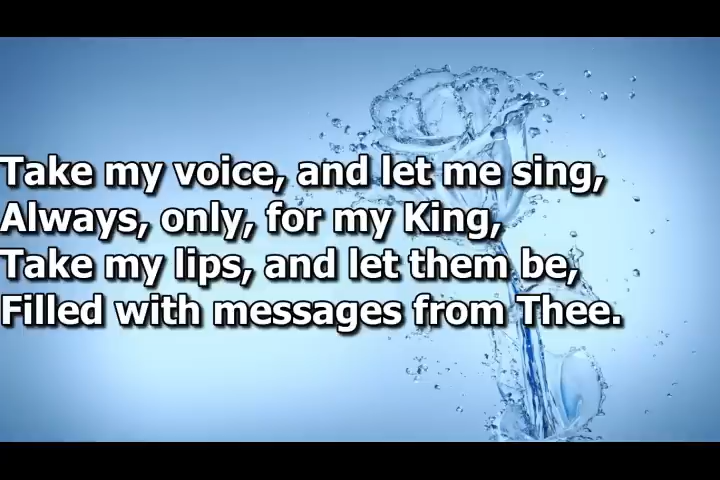 Take my voice, and let me sing,
Always, only, for my King,
Take my lips, and let them be,
Filled with messages from Thee.